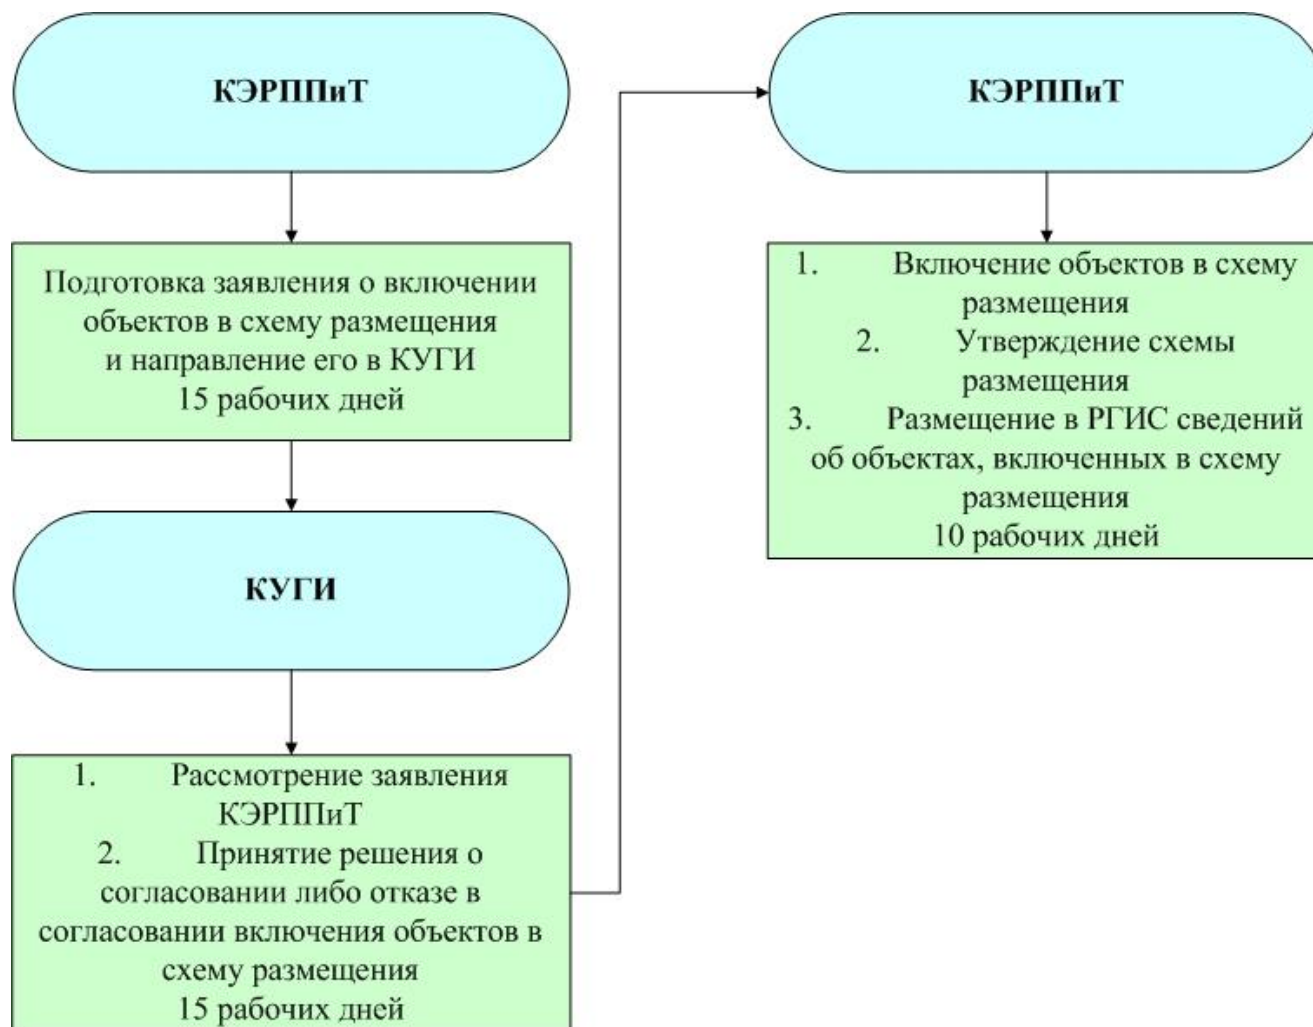 КЭРППиТ
Подготовка заявления о включении
объектов в схему размещения
и направление его в КУГИ
15 рабочих дней
КУГИ
1. Рассмотрение заявления
КЭРППиТ
2. Принятие решения о
согласовании либо отказе в
согласовании включения объектов в
схему размещения
15 рабочих дней
КЭРППиТ
1. Включение объектов в схему
размещения
2. Утверждение схемы
размещения
3. Размещение в РГИС сведений
об объектах, включенных в схему
размещения
10 рабочих дней